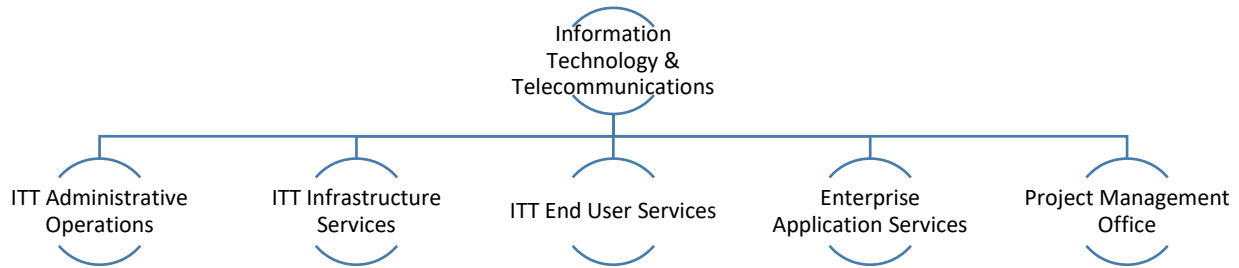 Information
Technology &
Telecommunications
ITT Administrative
Operations
ITT Infrastructure
Services
ITT End User Services
Enterprise
Application Services
Project Management
Office